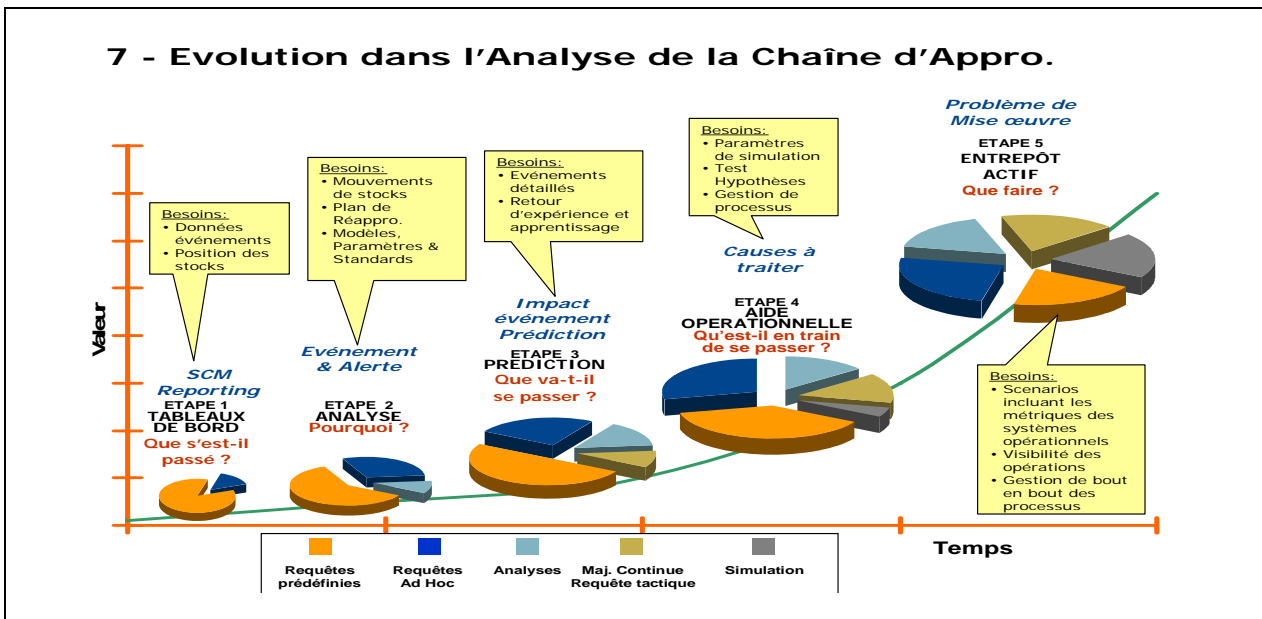 7 - Evolution dans l'Analyse de la Chaîne d'Appro.
Valeur
Besoins:
• Données
événements
• Position des
stocks
SCM
Reporting
ETAPE 1
TABLEAUX
DE BORD
Que s'est-il
passé ?
Besoins:
• Mouvements
de stocks
• Plan de
Réappro.
• Modèles,
Paramètres &
Standards
Evénement
& Alerte
ETAPE 2
ANALYSE
Pourquoi ?
Besoins:
• Evénements
détaillés
• Retour
d'expérience et
apprentissage
Impact
événement
Prédiction
ETAPE 3
PREDICTION
Que va-t-il
se passer ?
Besoins:
• Paramètres
de simulation
• Test
Hypothèses
• Gestion de
processus
Causes à
traiter
ETAPE 4
AIDE
OPERATIONNELLE
Qu'est-il en train
de se passer ?
Problème de
Mise œuvre
ETAPE 5
ENTREPÔT
ACTIF
Que faire ?
Besoins:
• Scenarios
incluant les
métriques des
systèmes
opérationnels
• Visibilité des
opérations
• Gestion de bout
en bout des
processus
Temps
Requêtes
prédéfinies
Requêtes
Ad Hoc
Analyses
Maj. Continue
Requête tactique
Simulation